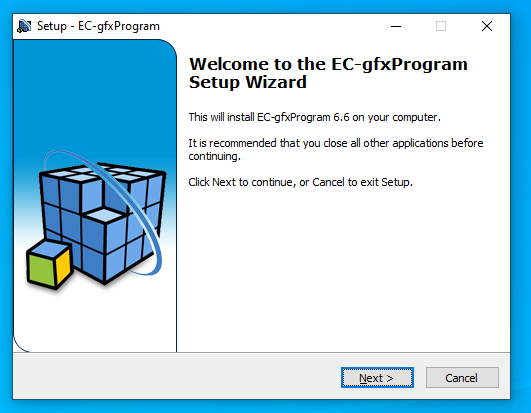 Setup - EC-gfxProgram
Welcome to the EC-gfxProgram
Setup Wizard
This will install EC-gfxProgram 6.6 on your computer.
It is recommended that you close all other applications before
continuing.
Click Next to continue, or Cancel to exit Setup.
Next >
Cancel